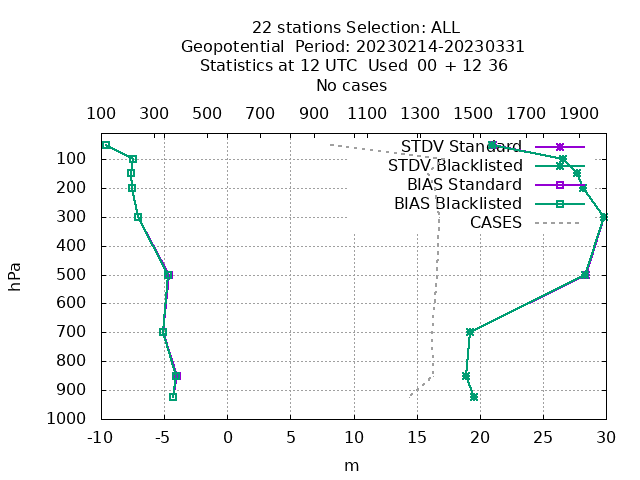 22 stations Selection: ALL
Geopotential  Period: 20230214-20230331
Statistics at 12 UTC  Used  00 + 12 36
No cases
100 300 500 700 900 1100 1300 1500 1700 1900
STDV Standard
STDV Blacklisted
BIAS Standard
BIAS Blacklisted
CASES
hPa
100
200
300
400
500
600
700
800
900
1000
-10 -5 0 5 10 15 20 25 30
m